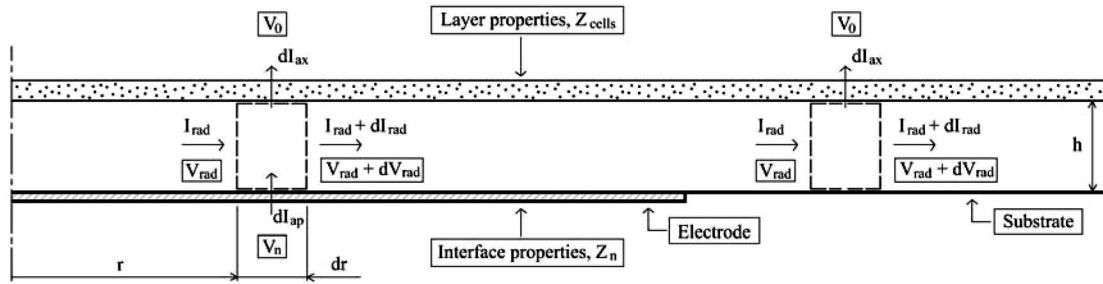 V0 Layer properties, Zcells V0
dIax dIax
Irad Irad + dIrad Irad Irad + dIrad
Vrad Vrad + dVrad Vrad Vrad + dVrad h
dIap Electrode Substrate
Vn Interface properties, Zn
r dr